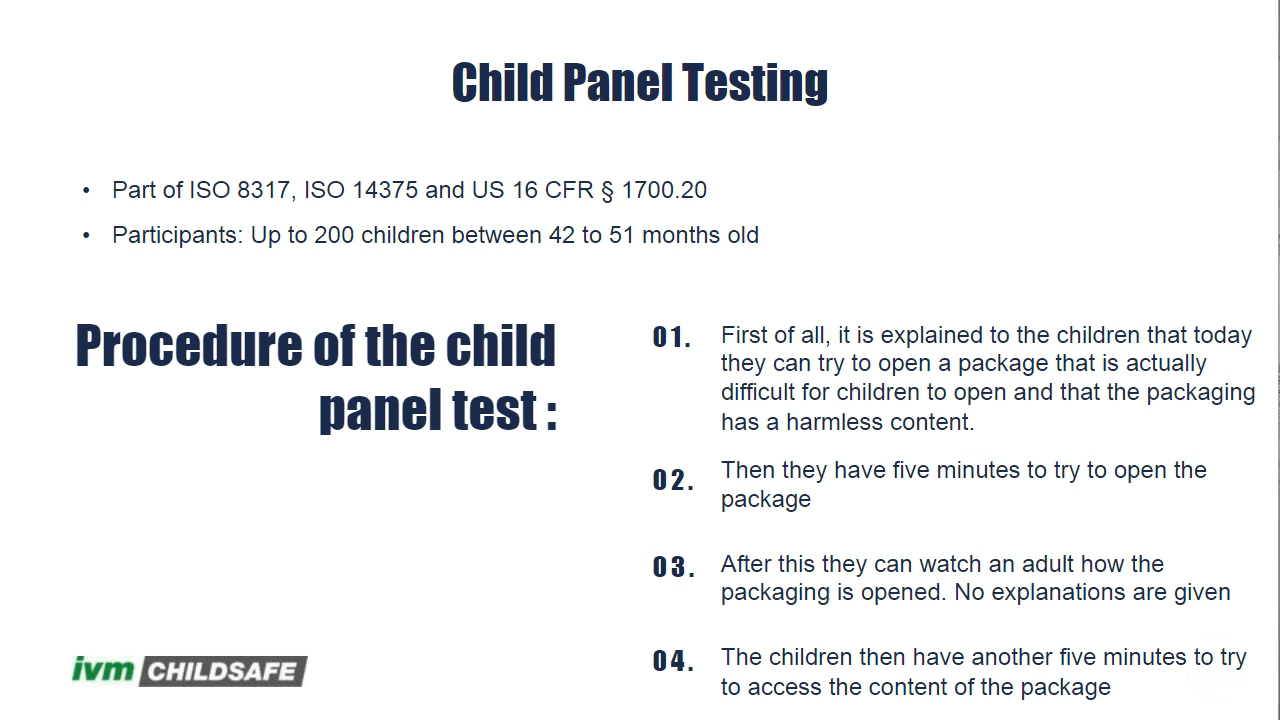 Child Panel Testing
• Part of ISO 8317, ISO 14375 and US 16 CFR § 1700.20
• Participants: Up to 200 children between 42 to 51 months old
Procedure of the child
panel test :
01. First of all, it is explained to the children that today
they can try to open a package that is actually
difficult for children to open and that the packaging
has a harmless content.
02. Then they have five minutes to try to open the
package
03. After this they can watch an adult how the
packaging is opened. No explanations are given
04. The children then have another five minutes to try
to access the content of the package
ivm CHILDSAFE